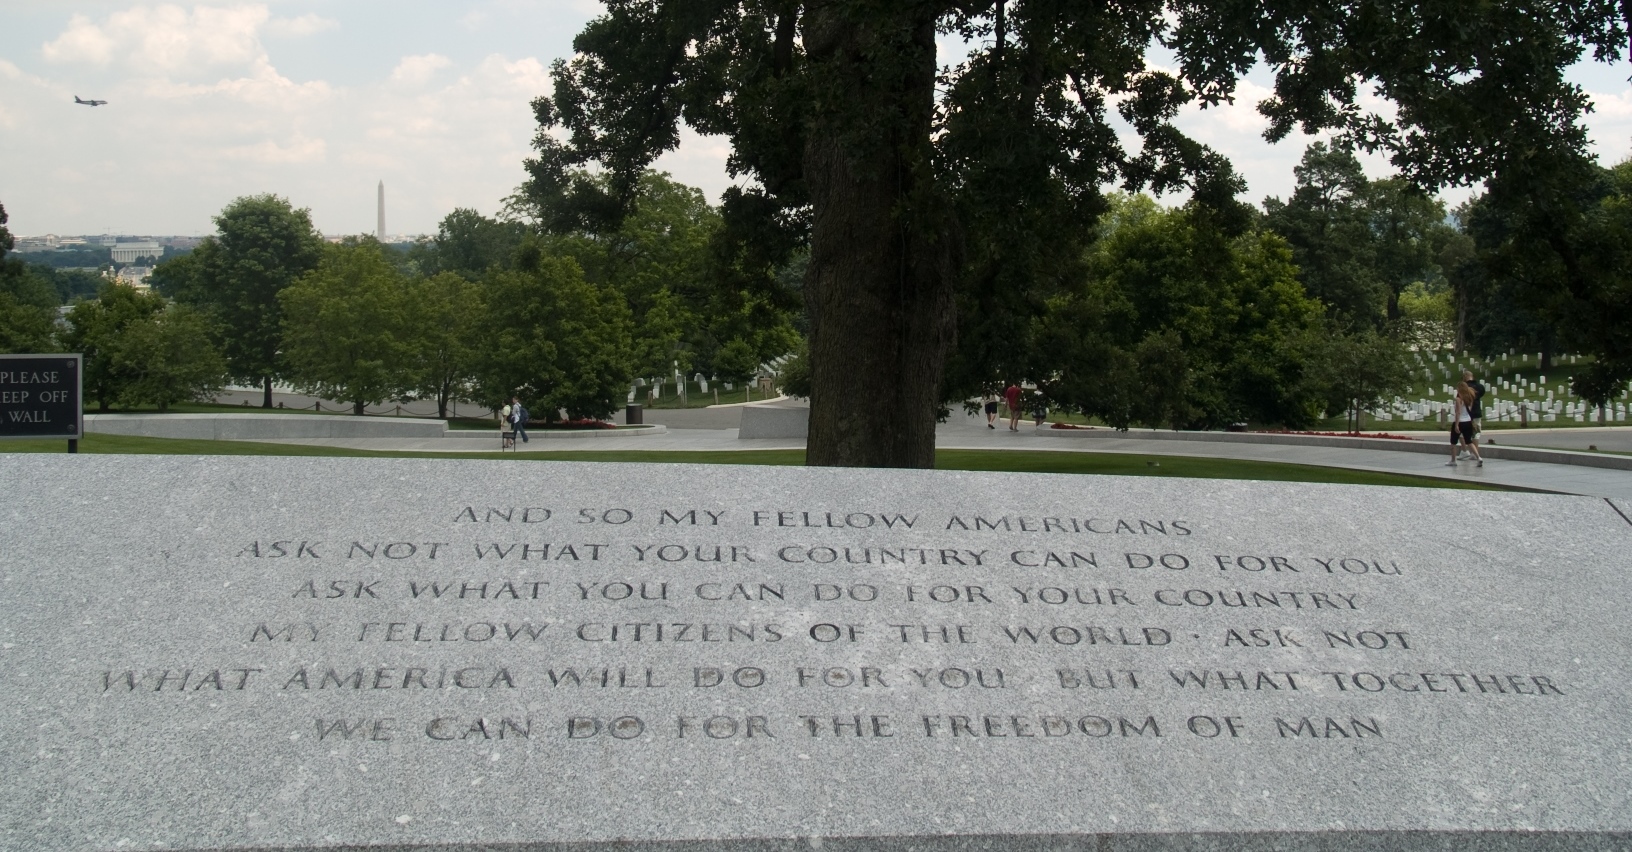 PLEASE
KEEP OFF
WALL
AND SO MY FELLOW AMERICANS
ASK NOT WHAT YOUR COUNTRY CAN DO FOR YOU
ASK WHAT YOU CAN DO FOR YOUR COUNTRY
MY FELLOW CITIZENS OF THE WORLD · ASK NOT
WHAT AMERICA WILL DO FOR YOU BUT WHAT TOGETHER
WE CAN DO FOR THE FREEDOM OF MAN